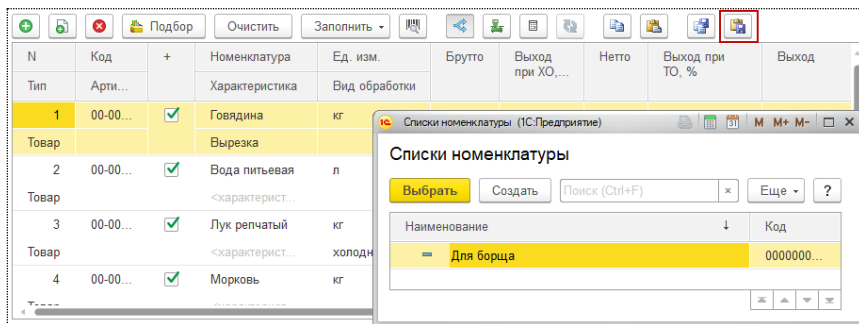 Подбор Очистить Заполнить
N Код + Номенклатура Ед. изм. Брутто Выход при ХО,... Нетто Выход при ТО, % Выход
Тип Арти... Характеристика Вид обработки
1 00-00... Говядина кг
Товар Вырезка
2 00-00... Вода питьевая л
Товар <характерист...
3 00-00... Лук репчатый кг
Товар <характерист... холодн
4 00-00... Морковь кг
1С Списки номенклатуры (1С:Предприятие) 31 M M+ M-
Списки номенклатуры
Выбрать Создать Поиск (Ctrl+F) × Еще ?
Наименование ↓ Код
Для борща 0000000...